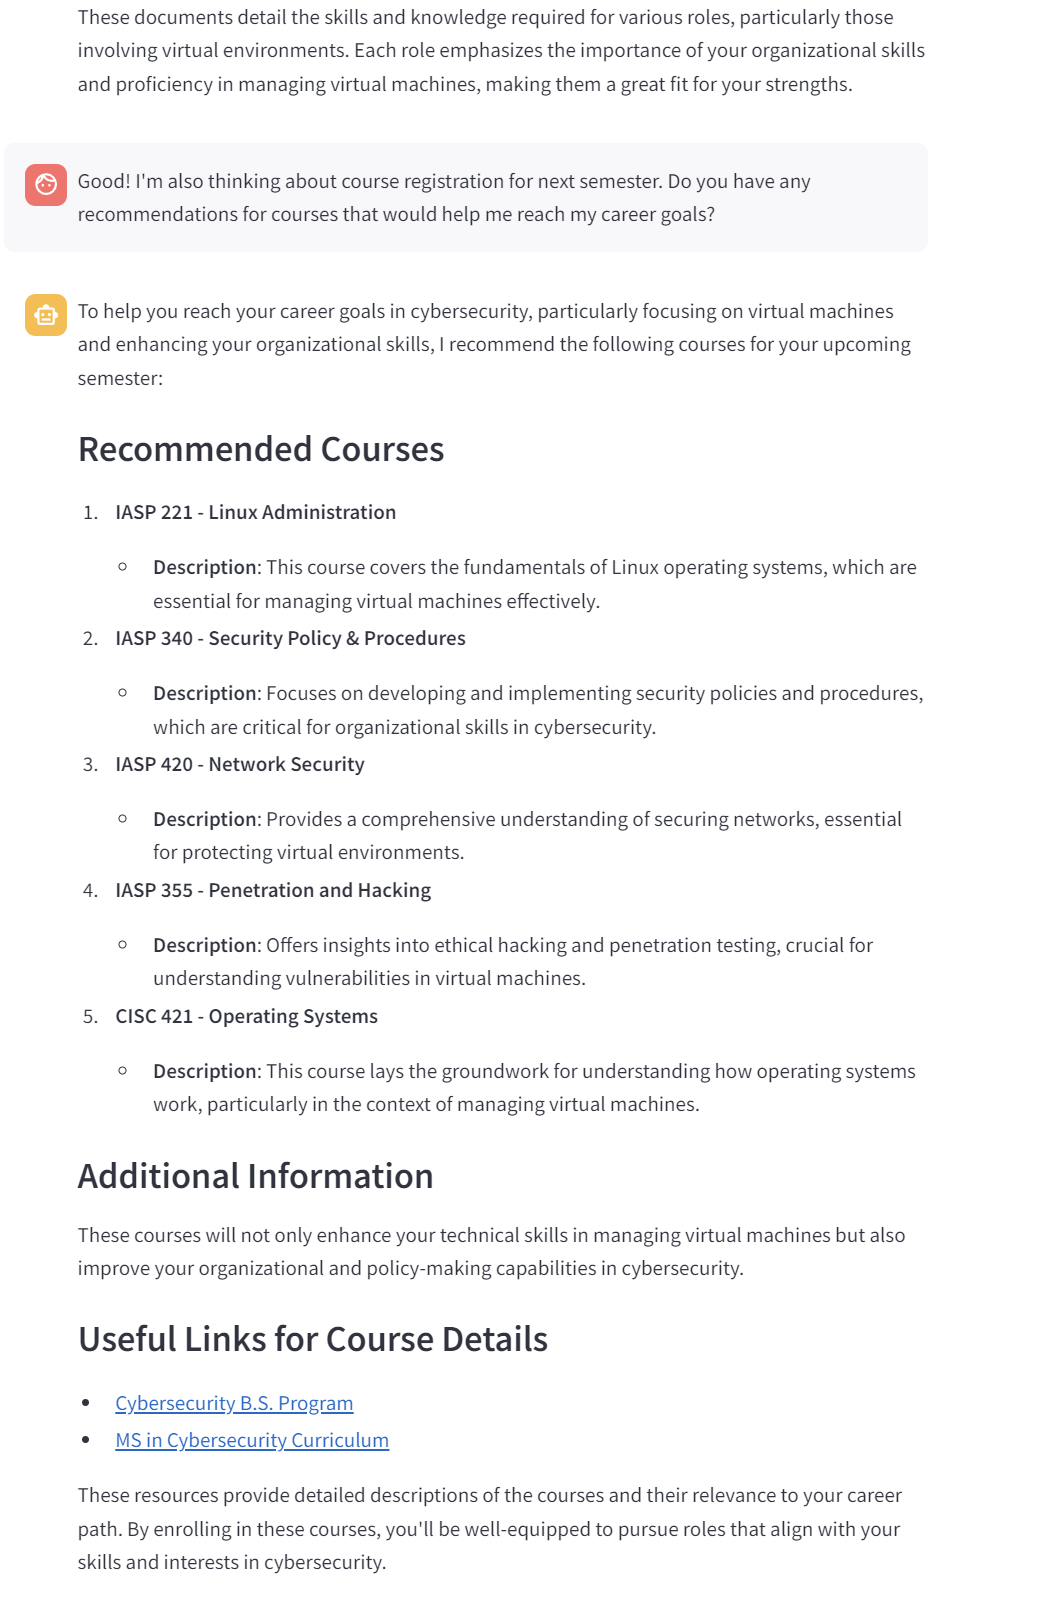 These documents detail the skills and knowledge required for various roles, particularly those
involving virtual environments. Each role emphasizes the importance of your organizational skills
and proficiency in managing virtual machines, making them a great fit for your strengths.
Good! I'm also thinking about course registration for next semester. Do you have any
recommendations for courses that would help me reach my career goals?
To help you reach your career goals in cybersecurity, particularly focusing on virtual machines
and enhancing your organizational skills, I recommend the following courses for your upcoming
semester:
Recommended Courses
1. IASP 221 - Linux Administration
○ Description: This course covers the fundamentals of Linux operating systems, which are
essential for managing virtual machines effectively.
2. IASP 340 - Security Policy & Procedures
○ Description: Focuses on developing and implementing security policies and procedures,
which are critical for organizational skills in cybersecurity.
3. IASP 420 - Network Security
○ Description: Provides a comprehensive understanding of securing networks, essential
for protecting virtual environments.
4. IASP 355 - Penetration and Hacking
○ Description: Offers insights into ethical hacking and penetration testing, crucial for
understanding vulnerabilities in virtual machines.
5. CISC 421 - Operating Systems
○ Description: This course lays the groundwork for understanding how operating systems
work, particularly in the context of managing virtual machines.
Additional Information
These courses will not only enhance your technical skills in managing virtual machines but also
improve your organizational and policy-making capabilities in cybersecurity.
Useful Links for Course Details
• Cybersecurity B.S. Program
• MS in Cybersecurity Curriculum
These resources provide detailed descriptions of the courses and their relevance to your career
path. By enrolling in these courses, you'll be well-equipped to pursue roles that align with your
skills and interests in cybersecurity.